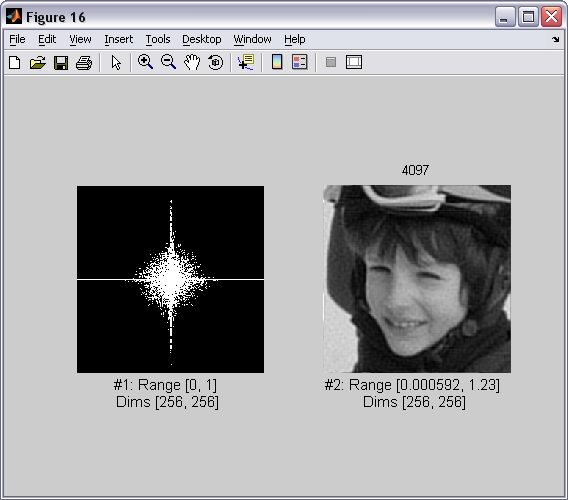 Figure 16
File Edit View Insert Tools Desktop Window Help
4097
#1: Range [0, 1]
Dims [256, 256]
#2: Range [0.000592, 1.23]
Dims [256, 256]